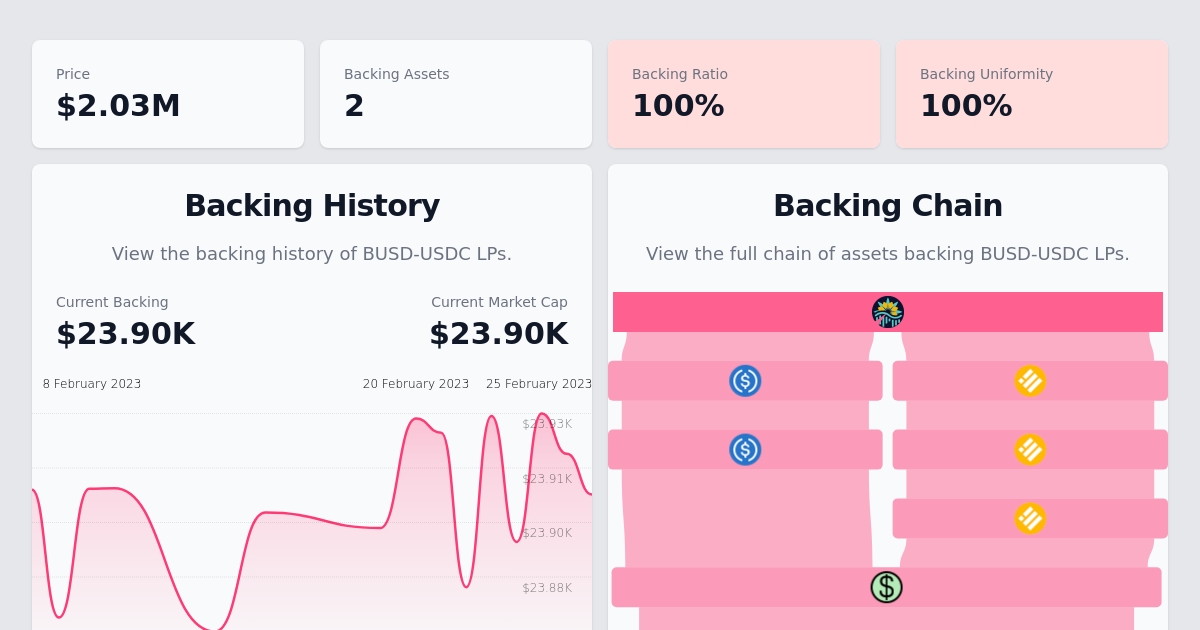 Price
$2.03M
Backing Assets
2
Backing Ratio
100%
Backing Uniformity
100%
Backing History
View the backing history of BUSD-USDC LPs.
Current Backing
$23.90K
Current Market Cap
$23.90K
8 February 2023
20 February 2023
25 February 2023
$23.93K
$23.91K
$23.90K
$23.88K
Backing Chain
View the full chain of assets backing BUSD-USDC LPs.
$
$
$